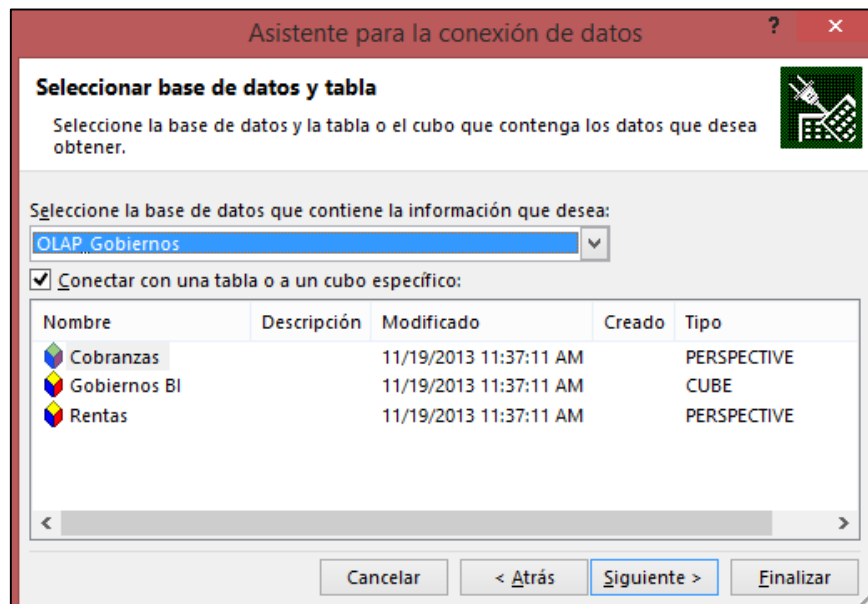 Asistente para la conexión de datos
?
×
Seleccionar base de datos y tabla
Seleccione la base de datos y la tabla o el cubo que contenga los datos que desea
obtener.
Seleccione la base de datos que contiene la información que desea:
OLAP_Gobiernos
Conectar con una tabla o a un cubo específico:
Nombre Descripción Modificado Creado Tipo
Cobranzas 11/19/2013 11:37:11 AM PERSPECTIVE
Gobiernos BI 11/19/2013 11:37:11 AM CUBE
Rentas 11/19/2013 11:37:11 AM PERSPECTIVE
Cancelar < Atrás Siguiente > Finalizar